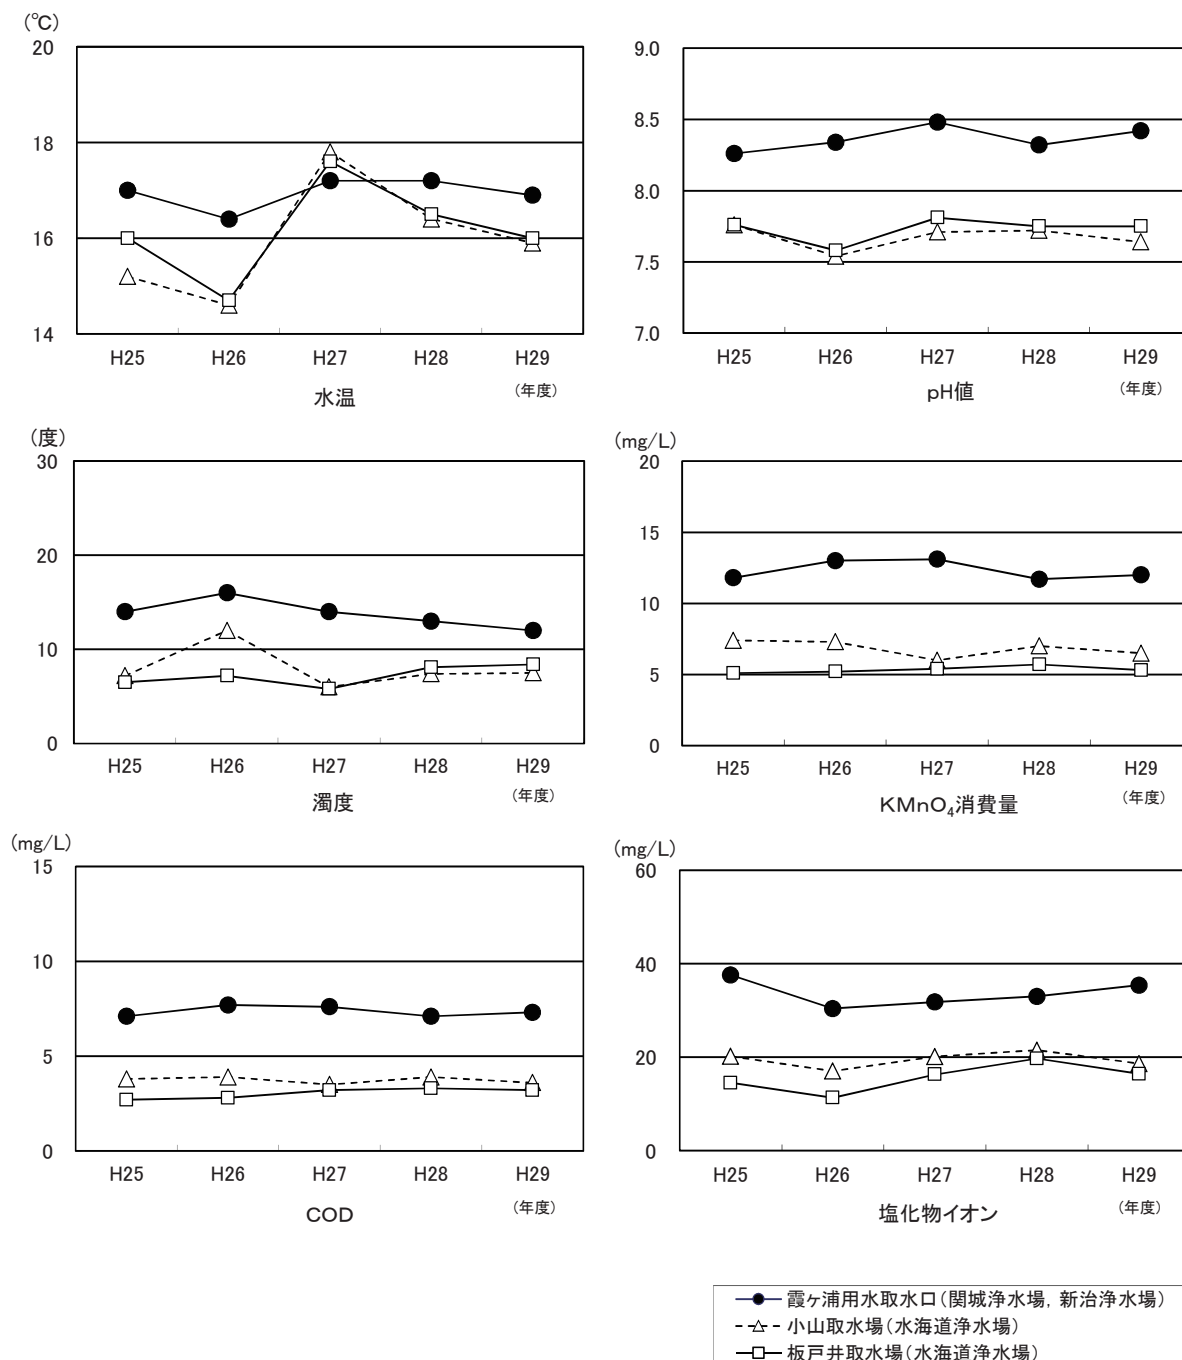 (℃)
20
18
16
14
H25 H26 H27 H28 H29
(年度)
水温
9.0
8.5
8.0
7.5
7.0
H25 H26 H27 H28 H29
(年度)
pH値
(度)
30
20
10
0
H25 H26 H27 H28 H29
(年度)
濁度
(mg/L)
20
15
10
5
0
H25 H26 H27 H28 H29
(年度)
KMnO₄消費量
(mg/L)
15
10
5
0
H25 H26 H27 H28 H29
(年度)
COD
(mg/L)
60
40
20
0
H25 H26 H27 H28 H29
(年度)
塩化物イオン
霞ヶ浦用水取水口(関城浄水場, 新治浄水場)
小山取水場(水海道浄水場)
板戸井取水場(水海道浄水場)